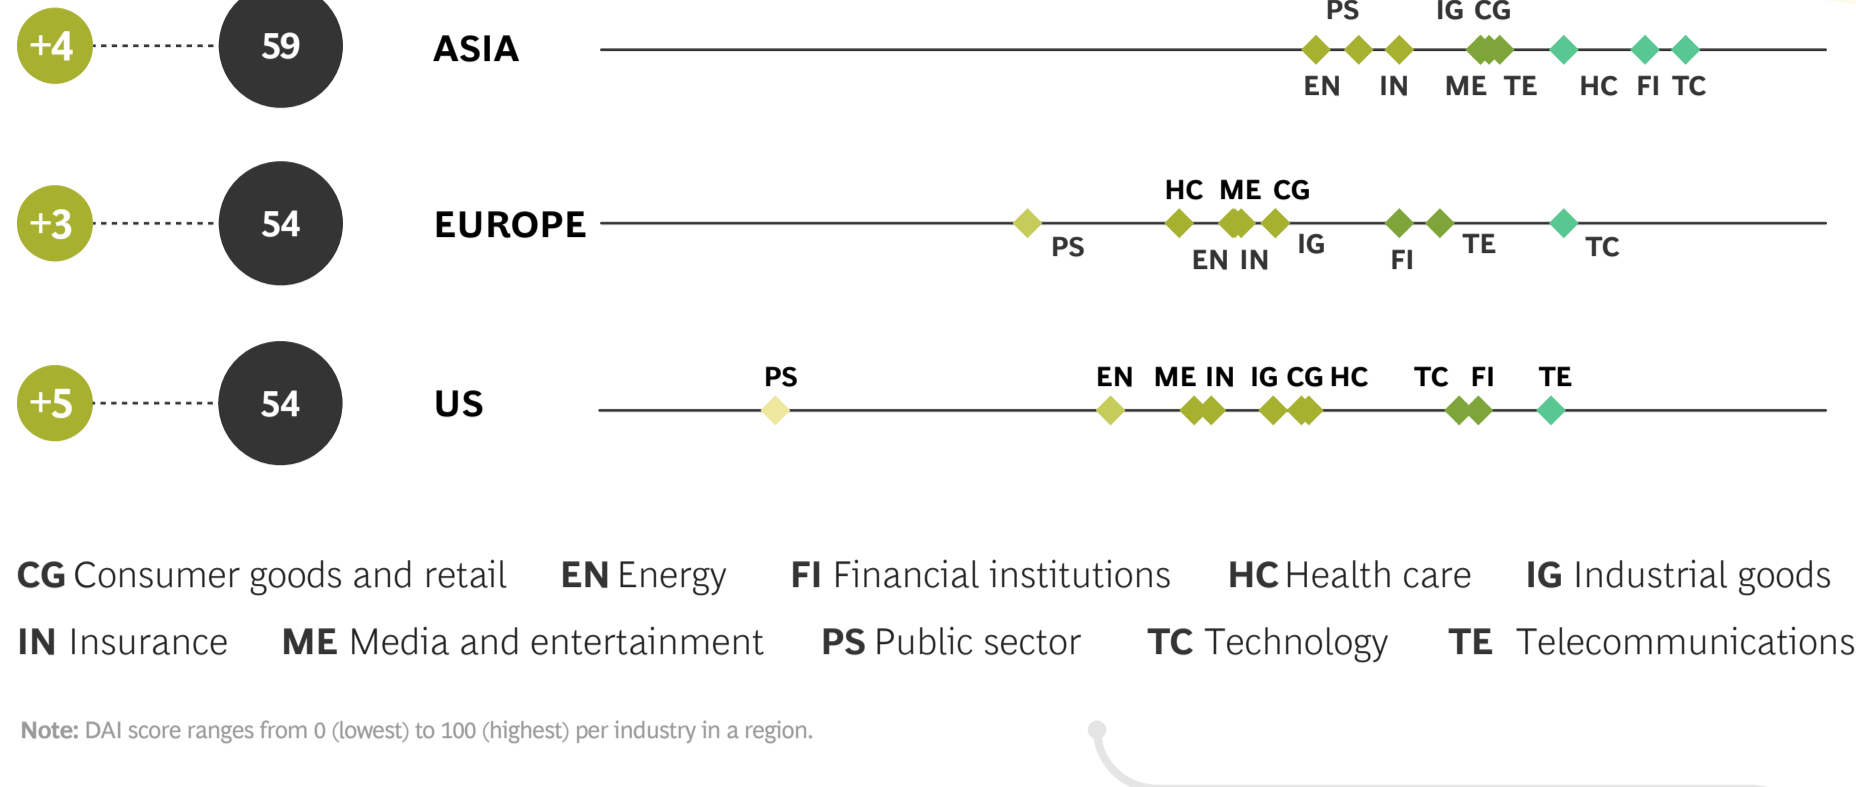 PS IG CG
+4 59 ASIA
EN IN ME TE HC FI TC
HC ME CG
+3 54 EUROPE
PS EN IN IG FI TE TC
PS EN ME IN IG CG HC TC FI TE
+5 54 US
CG Consumer goods and retail EN Energy FI Financial institutions HC Health care IG Industrial goods
IN Insurance ME Media and entertainment PS Public sector TC Technology TE Telecommunications
Note: DAI score ranges from 0 (lowest) to 100 (highest) per industry in a region.